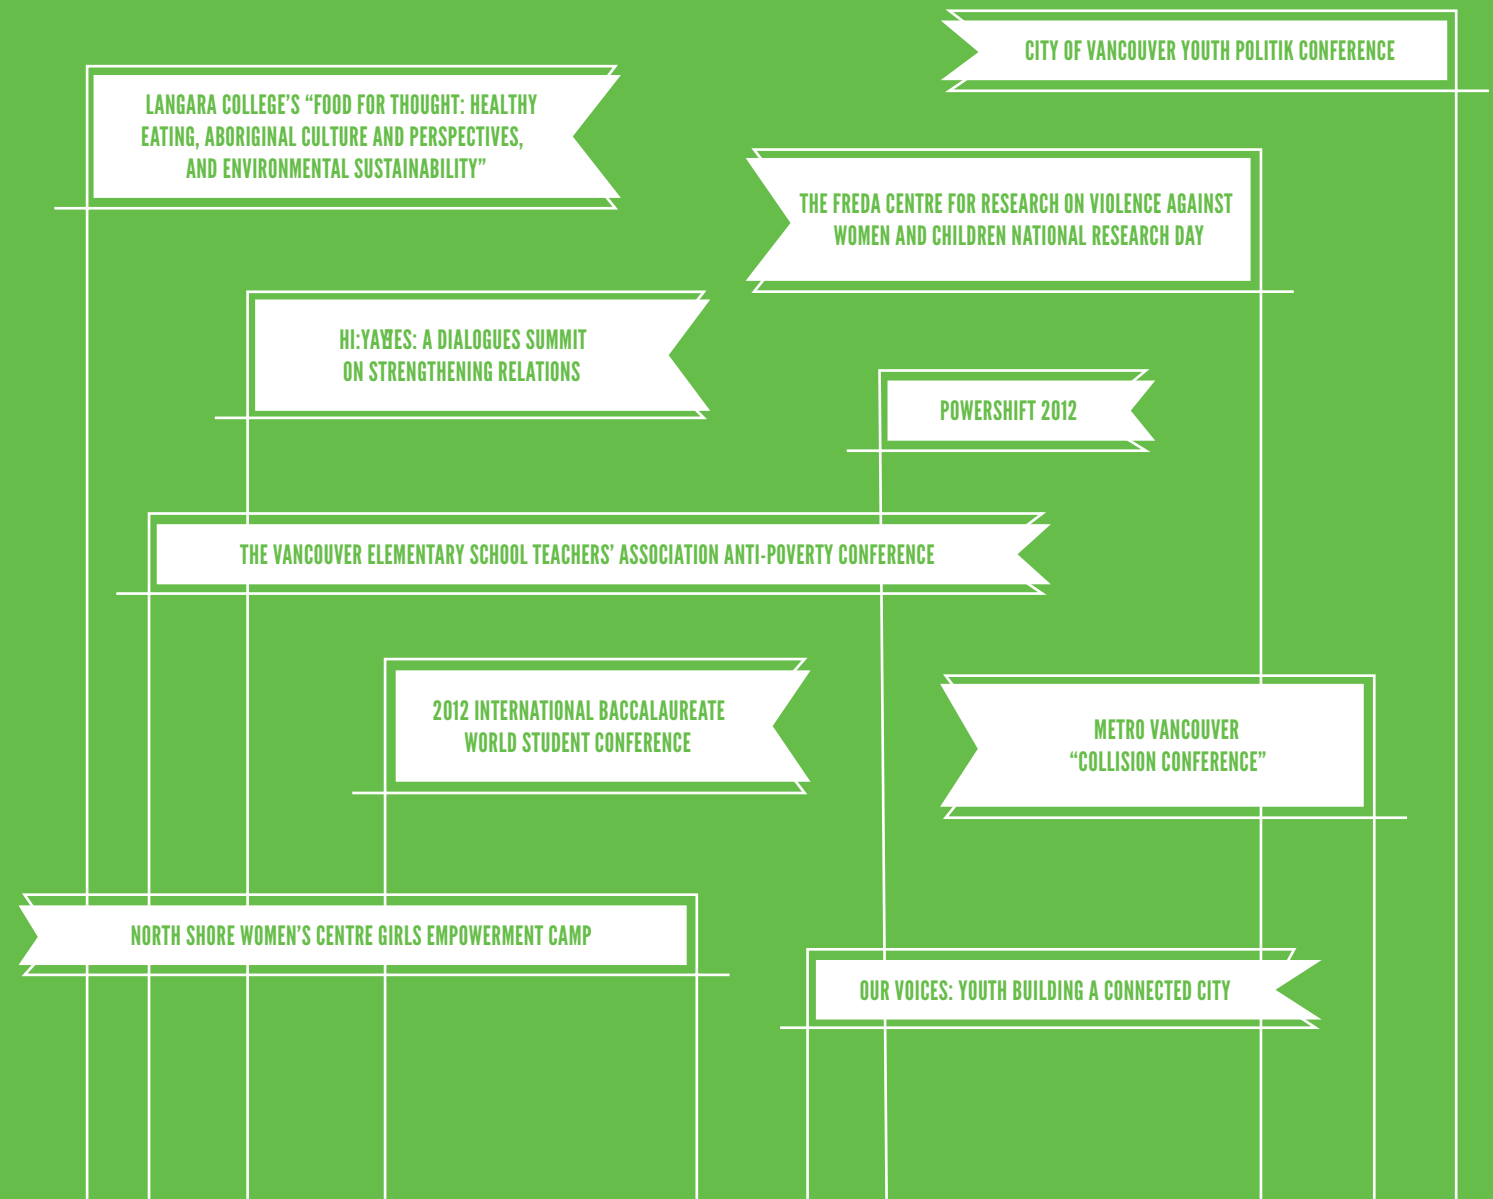 CITY OF VANCOUVER YOUTH POLITIK CONFERENCE
LANGARA COLLEGE’S “FOOD FOR THOUGHT: HEALTHY
EATING, ABORIGINAL CULTURE AND PERSPECTIVES,
AND ENVIRONMENTAL SUSTAINABILITY”
THE FREDA CENTRE FOR RESEARCH ON VIOLENCE AGAINST
WOMEN AND CHILDREN NATIONAL RESEARCH DAY
A DIALOGUES SUMMIT
ON STRENGTHENING RELATIONS
POWERSHIFT 2012
THE VANCOUVER ELEMENTARY SCHOOL TEACHERS’ ASSOCIATION ANTI-POVERTY CONFERENCE
2012 INTERNATIONAL BACCALAUREATE
WORLD STUDENT CONFERENCE
METRO VANCOUVER
“COLLISION CONFERENCE”
NORTH SHORE WOMEN’S CENTRE GIRLS EMPOWERMENT CAMP
OUR VOICES: YOUTH BUILDING A CONNECTED CITY